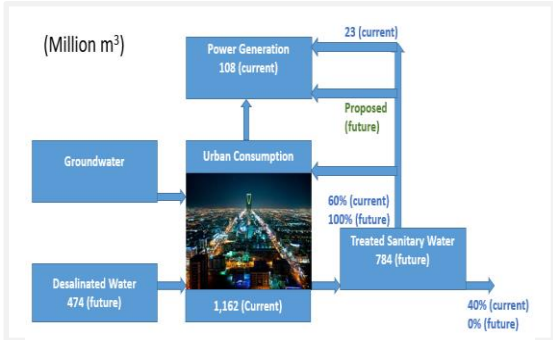 (Million m³)
Power Generation
108 (current)
23 (current)
Proposed
(future)
Groundwater
Urban Consumption
60% (current)
100% (future)
Treated Sanitary Water
784 (future)
Desalinated Water
474 (future)
1,162 (Current)
40% (current)
0% (future)